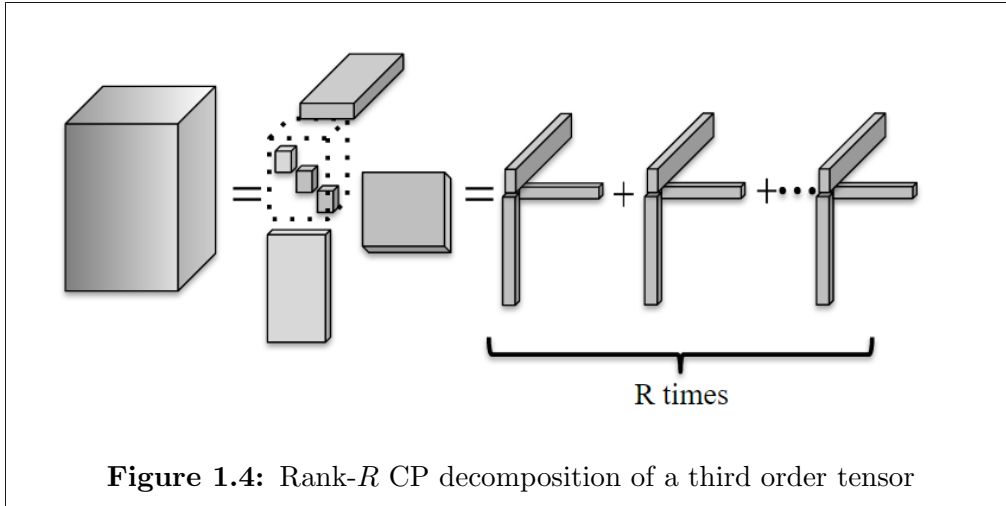 = = + +•••
R times
Figure 1.4: Rank-R CP decomposition of a third order tensor